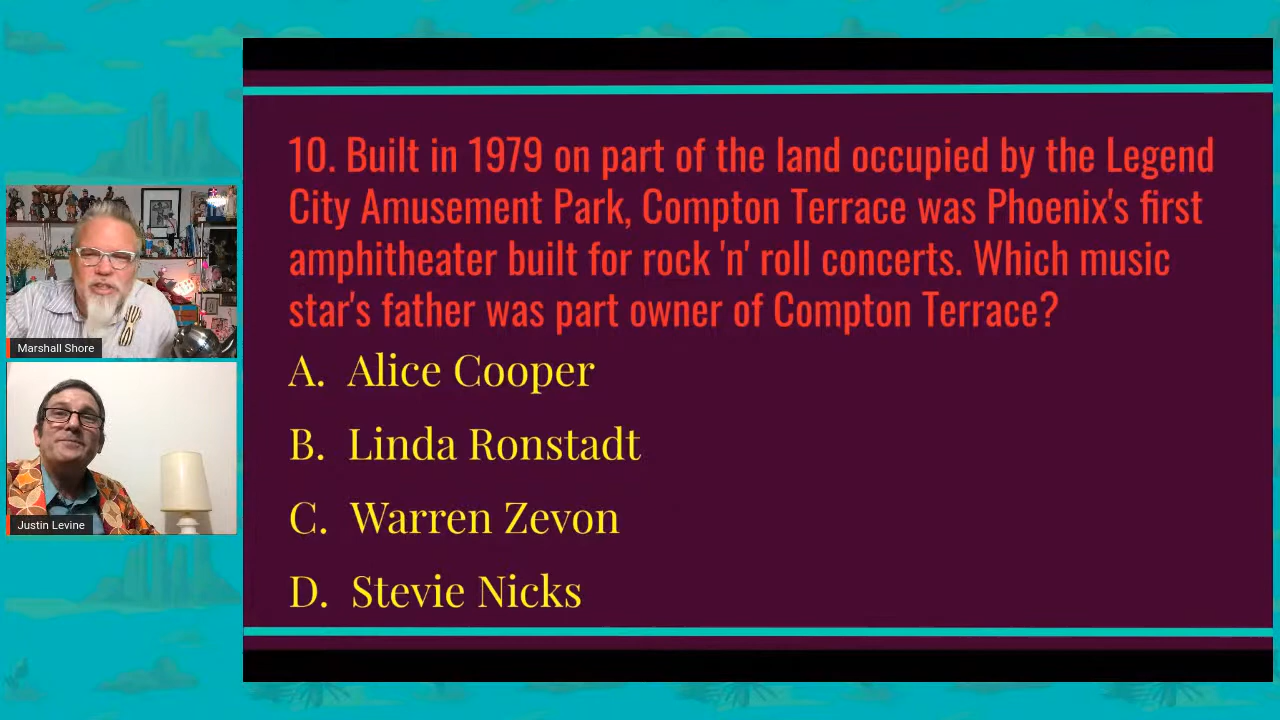 10. Built in 1979 on part of the land occupied by the Legend
City Amusement Park, Compton Terrace was Phoenix's first
amphitheater built for rock 'n' roll concerts. Which music
star's father was part owner of Compton Terrace?
A. Alice Cooper
B. Linda Ronstadt
C. Warren Zevon
D. Stevie Nicks
Marshall Shore
Justin Levine